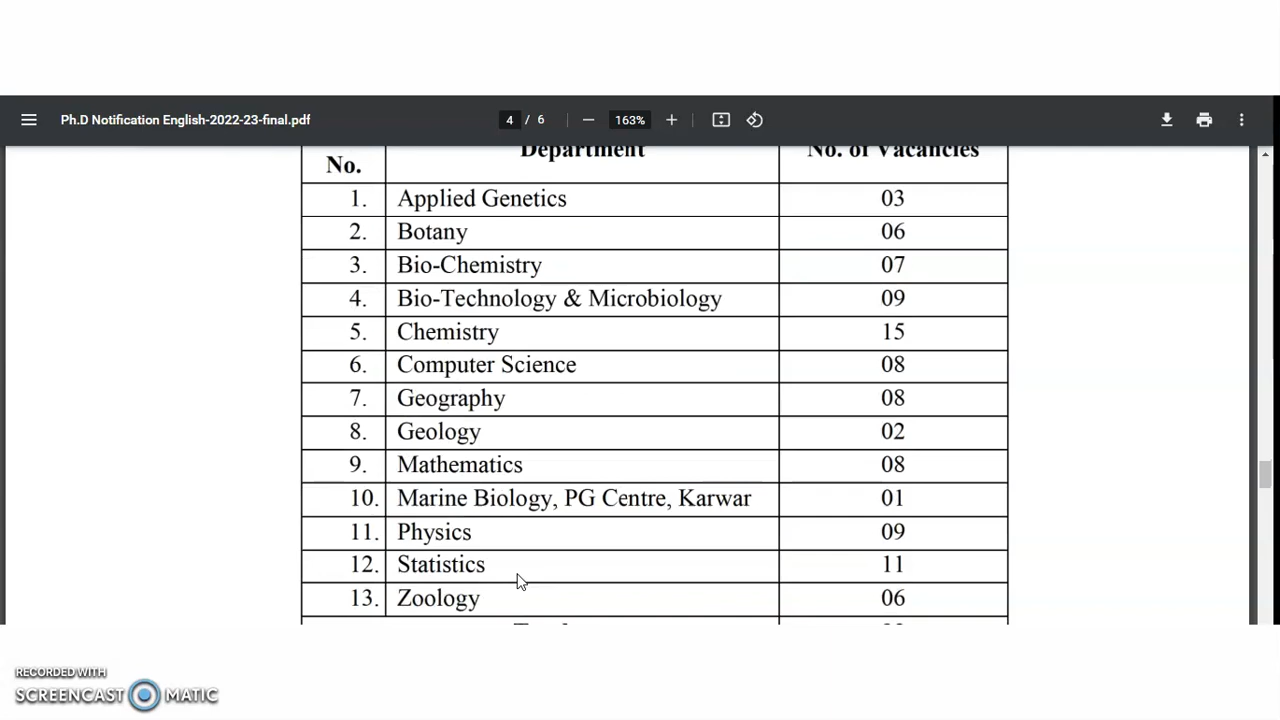 Ph.D Notification English-2022-23-final.pdf 4 / 6 163%
Department No. of Vacancies
No.
1. Applied Genetics 03
2. Botany 06
3. Bio-Chemistry 07
4. Bio-Technology & Microbiology 09
5. Chemistry 15
6. Computer Science 08
7. Geography 08
8. Geology 02
9. Mathematics 08
10. Marine Biology, PG Centre, Karwar 01
11. Physics 09
12. Statistics 11
13. Zoology 06
RECORDED WITH
SCREENCAST MATIC